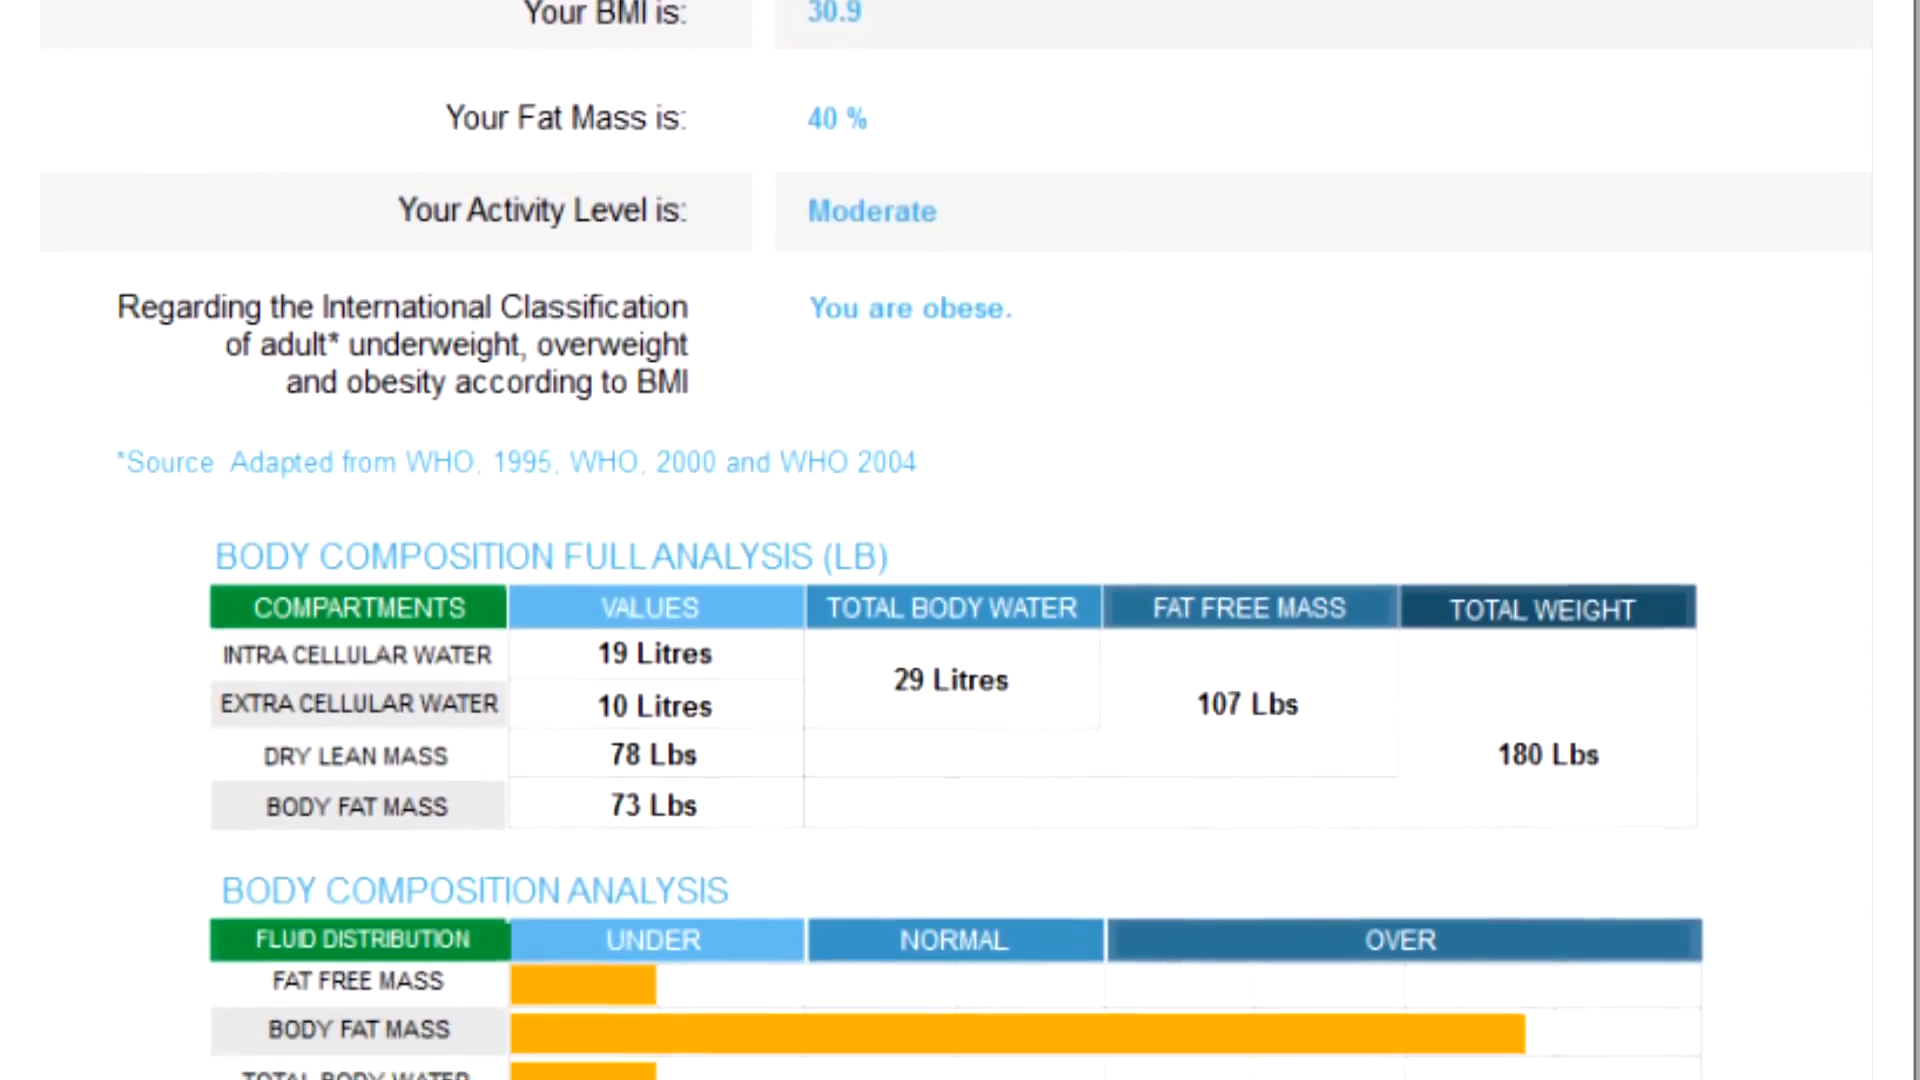 Your BMI is: 30.9
Your Fat Mass is: 40 %
Your Activity Level is: Moderate
Regarding the International Classification
of adult* underweight, overweight
and obesity according to BMI
You are obese.
*Source: Adapted from WHO, 1995, WHO, 2000 and WHO 2004
BODY COMPOSITION FULL ANALYSIS (LB)
COMPARTMENTS VALUES TOTAL BODY WATER FAT FREE MASS TOTAL WEIGHT
INTRA CELLULAR WATER 19 Litres
29 Litres
EXTRA CELLULAR WATER 10 Litres
107 Lbs
DRY LEAN MASS 78 Lbs
180 Lbs
BODY FAT MASS 73 Lbs
BODY COMPOSITION ANALYSIS
FLUID DISTRIBUTION UNDER NORMAL OVER
FAT FREE MASS
BODY FAT MASS
TOTAL BODY WATER